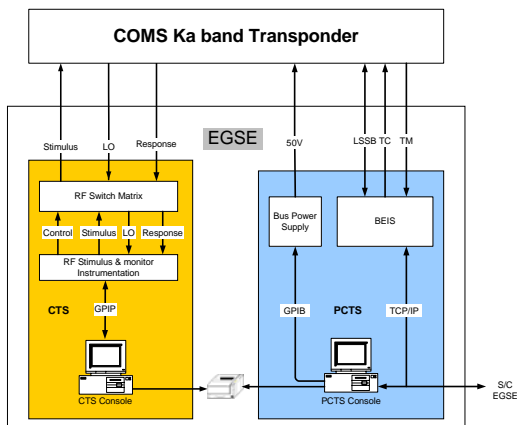 COMS Ka band Transponder
EGSE
Stimulus
LO
Response
50V
LSSB TC
TM
RF Switch Matrix
Control
Stimulus
LO
Response
RF Stimulus & monitor
Instrumentation
CTS
GPIP
CTS Console
Bus Power
Supply
BEIS
GPIB
PCTS
TCP/IP
PCTS Console
S/C
EGSE